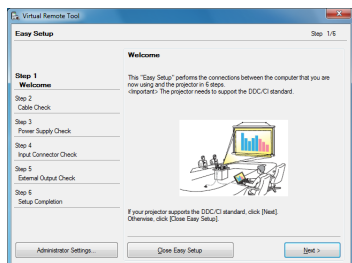 Virtual Remote Tool
Easy Setup
Step 1/6
Step 1
Welcome
Step 2
Cable Check
Step 3
Power Supply Check
Step 4
Input Connector Check
Step 5
External Output Check
Step 6
Setup Completion
Welcome
This "Easy Setup" performs the connections between the computer that you are
now using and the projector in 6 steps.
<Important> The projector needs to support the DDC/CI standard.
If your projector supports the DDC/CI standard, click [Next].
Otherwise, click [Close Easy Setup].
Administrator Settings...
Close Easy Setup
Next >